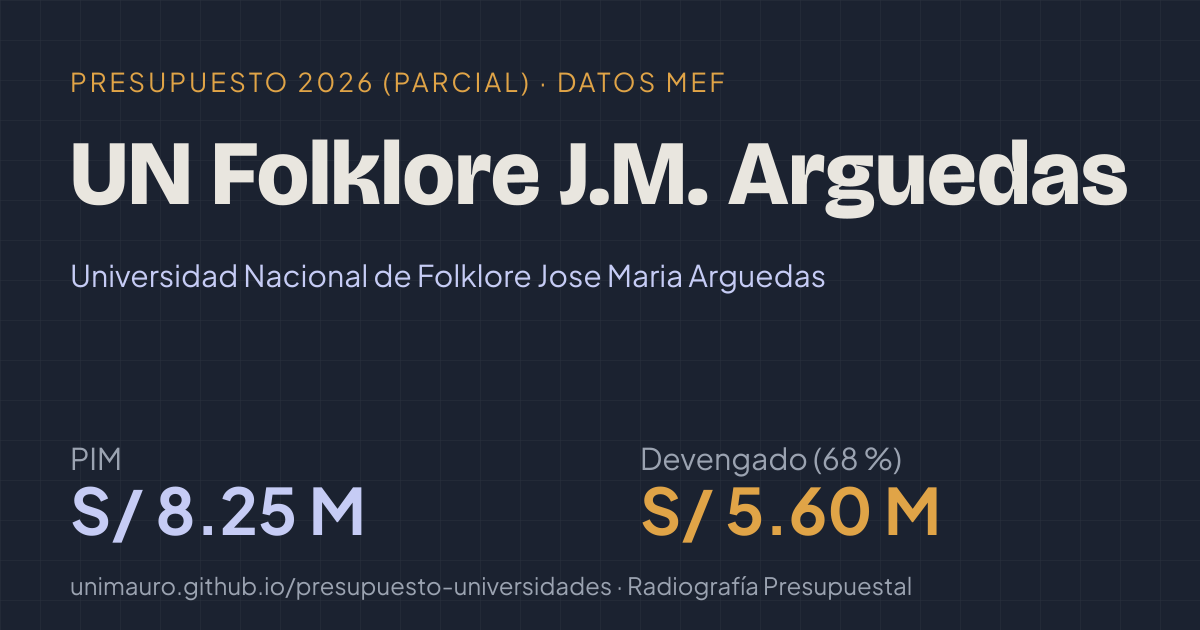 PRESUPUESTO 2026 (PARCIAL) · DATOS MEF
UN Folklore J.M. Arguedas
Universidad Nacional de Folklore Jose Maria Arguedas
PIM
Devengado (68 %)
S/ 8.25 M
S/ 5.60 M
unimauro.github.io/presupuesto-universidades · Radiografía Presupuestal